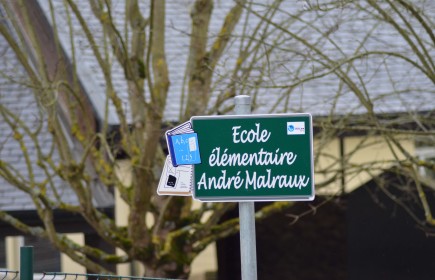 Ecole
élémentaire
André Malraux